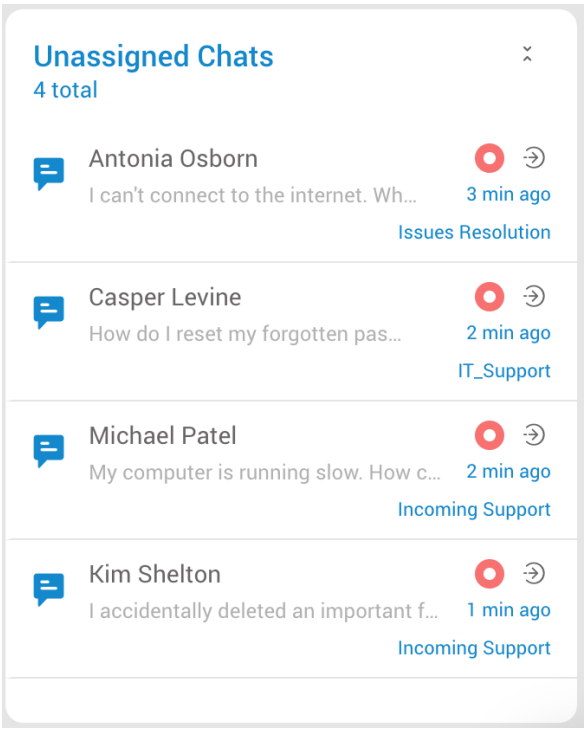 Unassigned Chats
4 total
Antonia Osborn
I can't connect to the internet. Wh...
3 min ago
Issues Resolution
Casper Levine
How do I reset my forgotten pas...
2 min ago
IT_Support
Michael Patel
My computer is running slow. How c...
2 min ago
Incoming Support
Kim Shelton
I accidentally deleted an important f...
1 min ago
Incoming Support